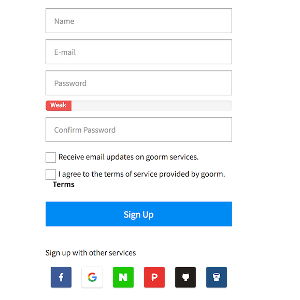 Name
E-mail
Password
Weak
Confirm Password
Receive email updates on goorm services.
I agree to the terms of service provided by goorm.
Terms
Sign Up
Sign up with other services
f G N P